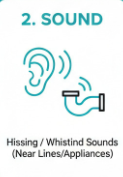 2. SOUND
Hissing / Whistind Sounds
(Near Lines/Appliances)